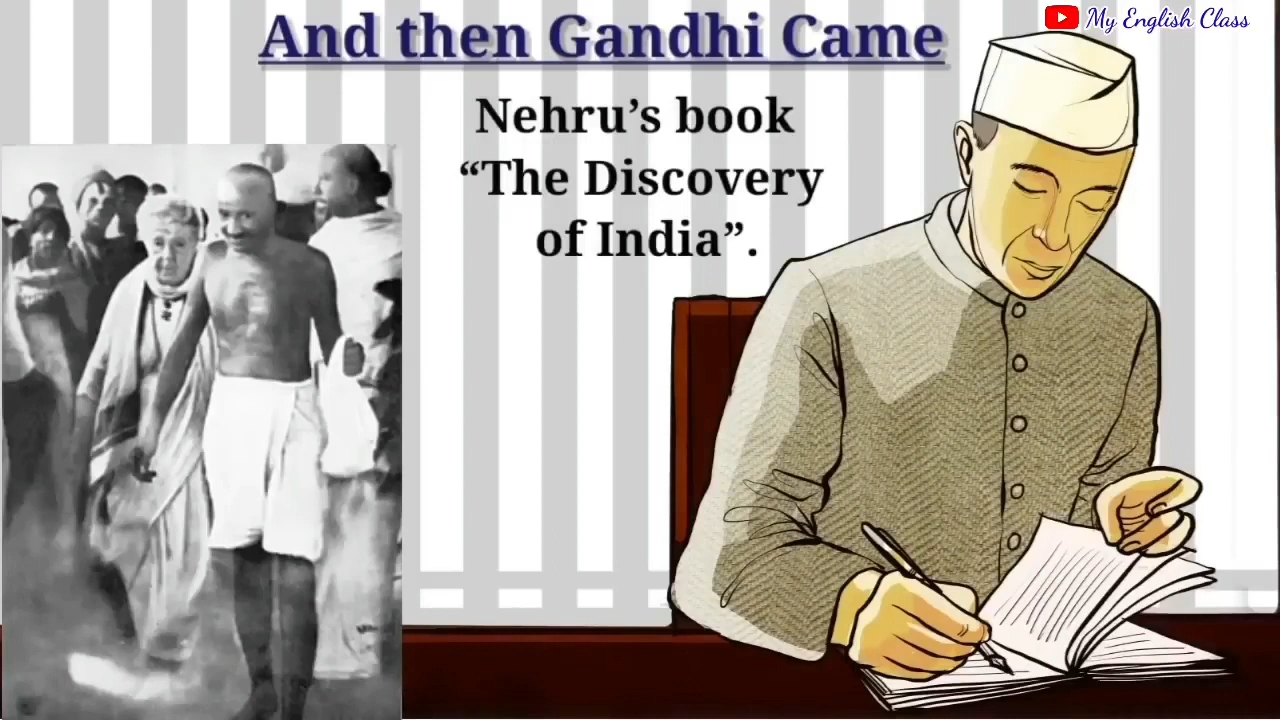 My English Class
And then Gandhi Came
Nehru’s book
“The Discovery
of India”.